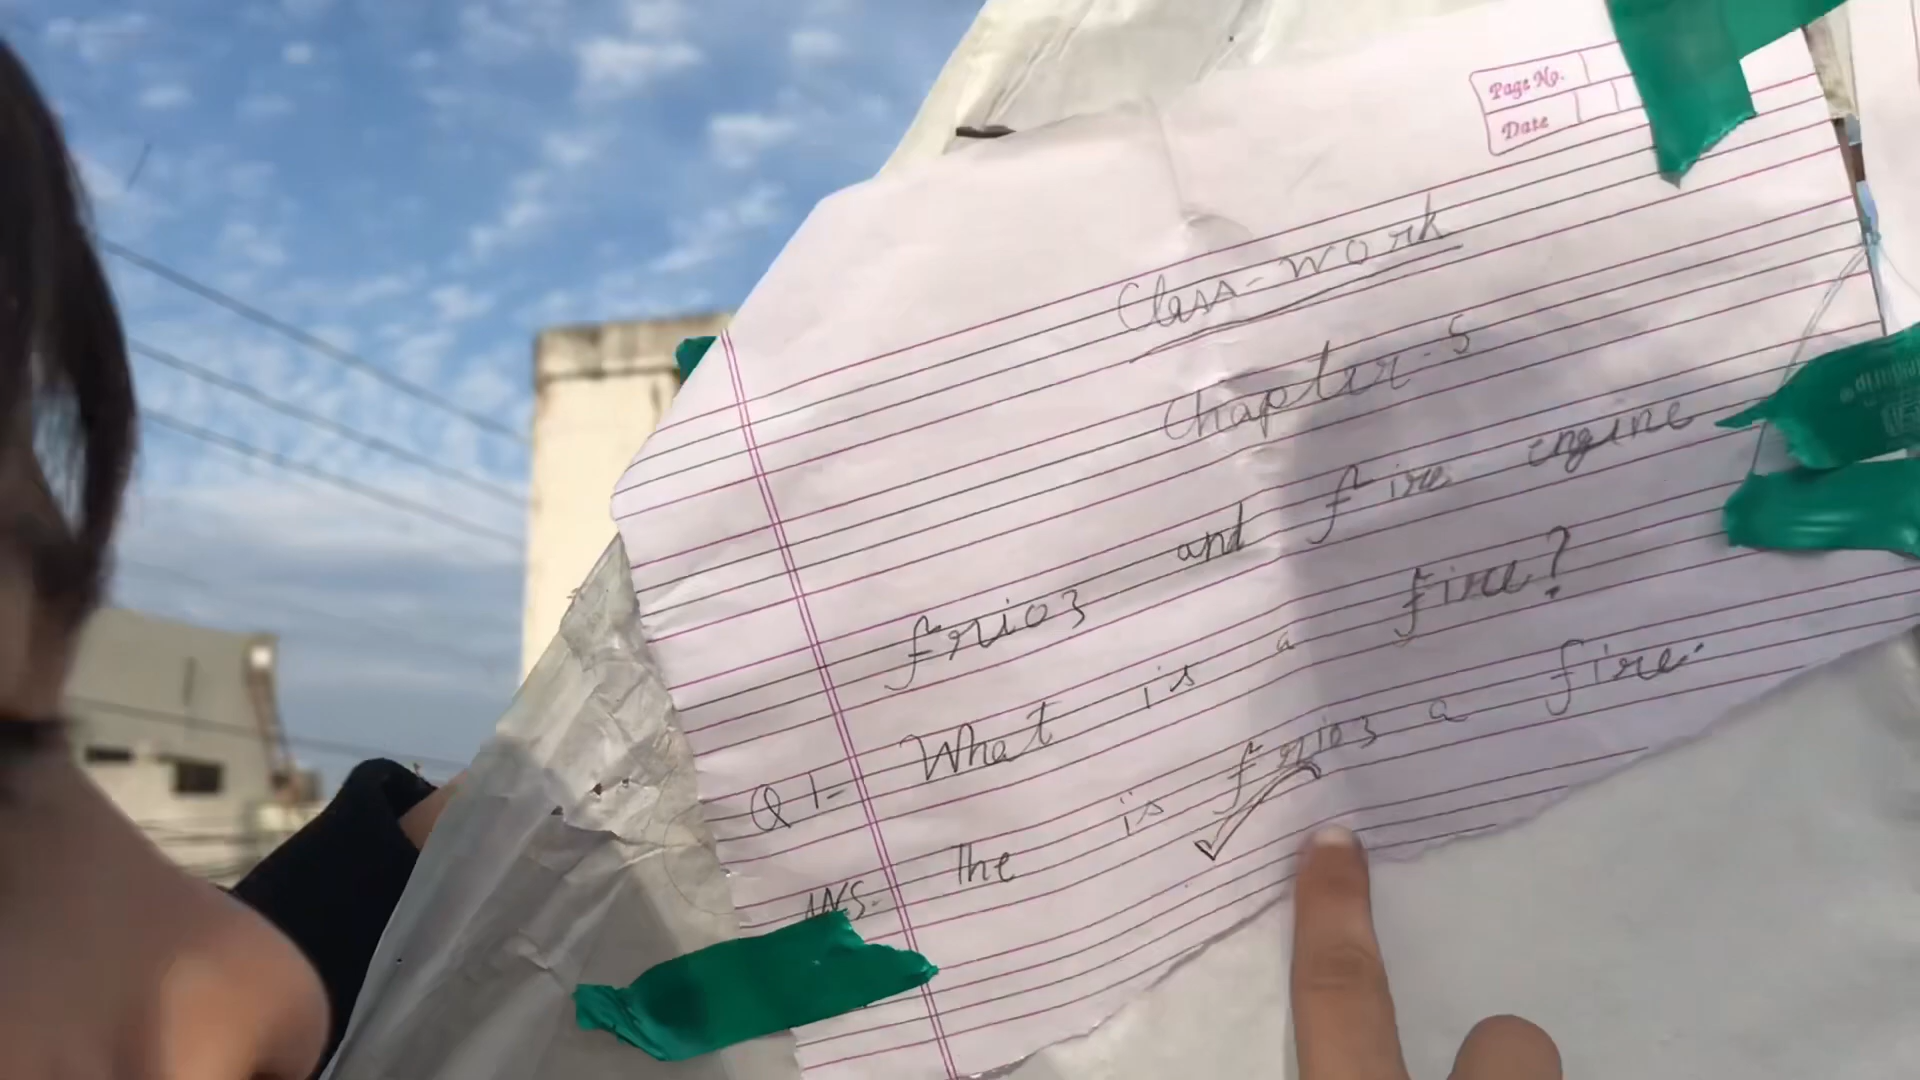 Page No.
Date
Class-work
Chapter-5
frioz and fire engine
Q1- What is a fire?
ANS- The is frioz a fire.